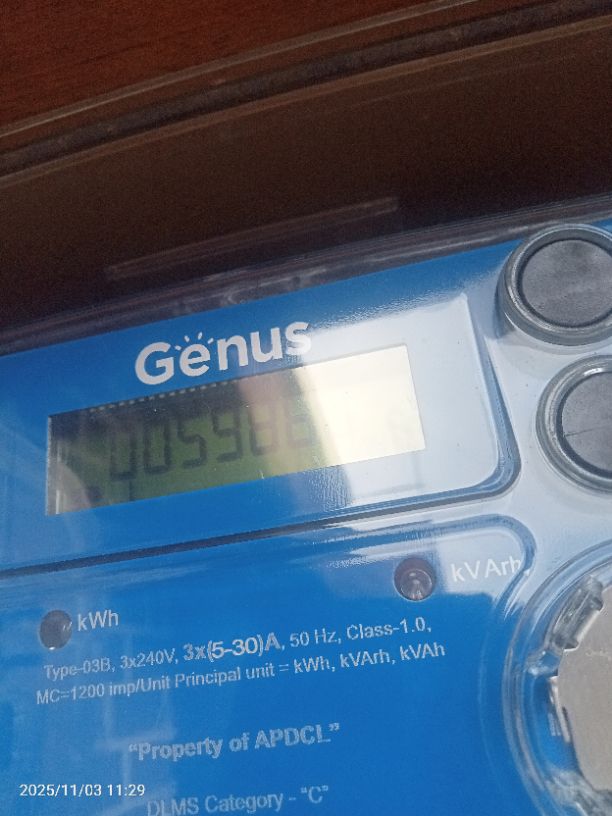 Genus
005986
kWh
kVArh
Type-03B, 3x240V, 3x(5-30)A, 50 Hz, Class-1.0,
MC=1200 imp/Unit Principal unit = kWh, kVArh, kVAh
“Property of APDCL”
2025/11/03 11:29
DLMS Category - “C”